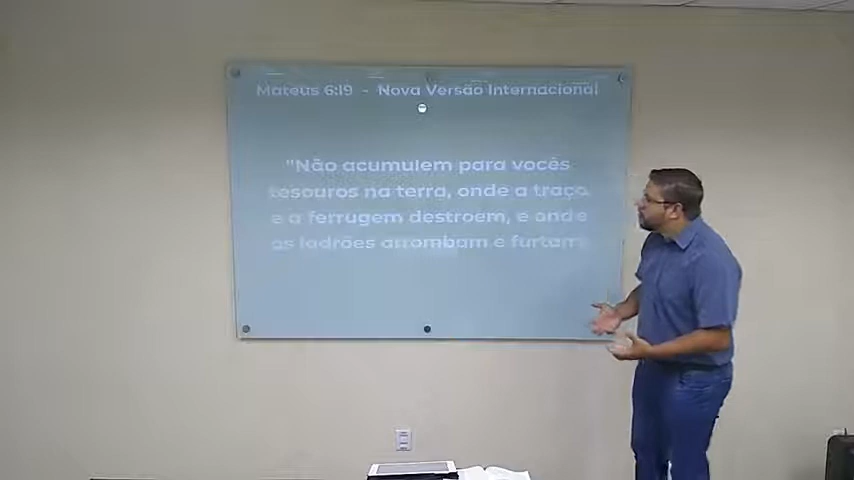 Mateus 6:19 - Nova Versão Internacional
"Não acumulem para vocês
tesouros na terra, onde a traça
e a ferrugem destroem, e onde
os ladrões arrombam e furtam.